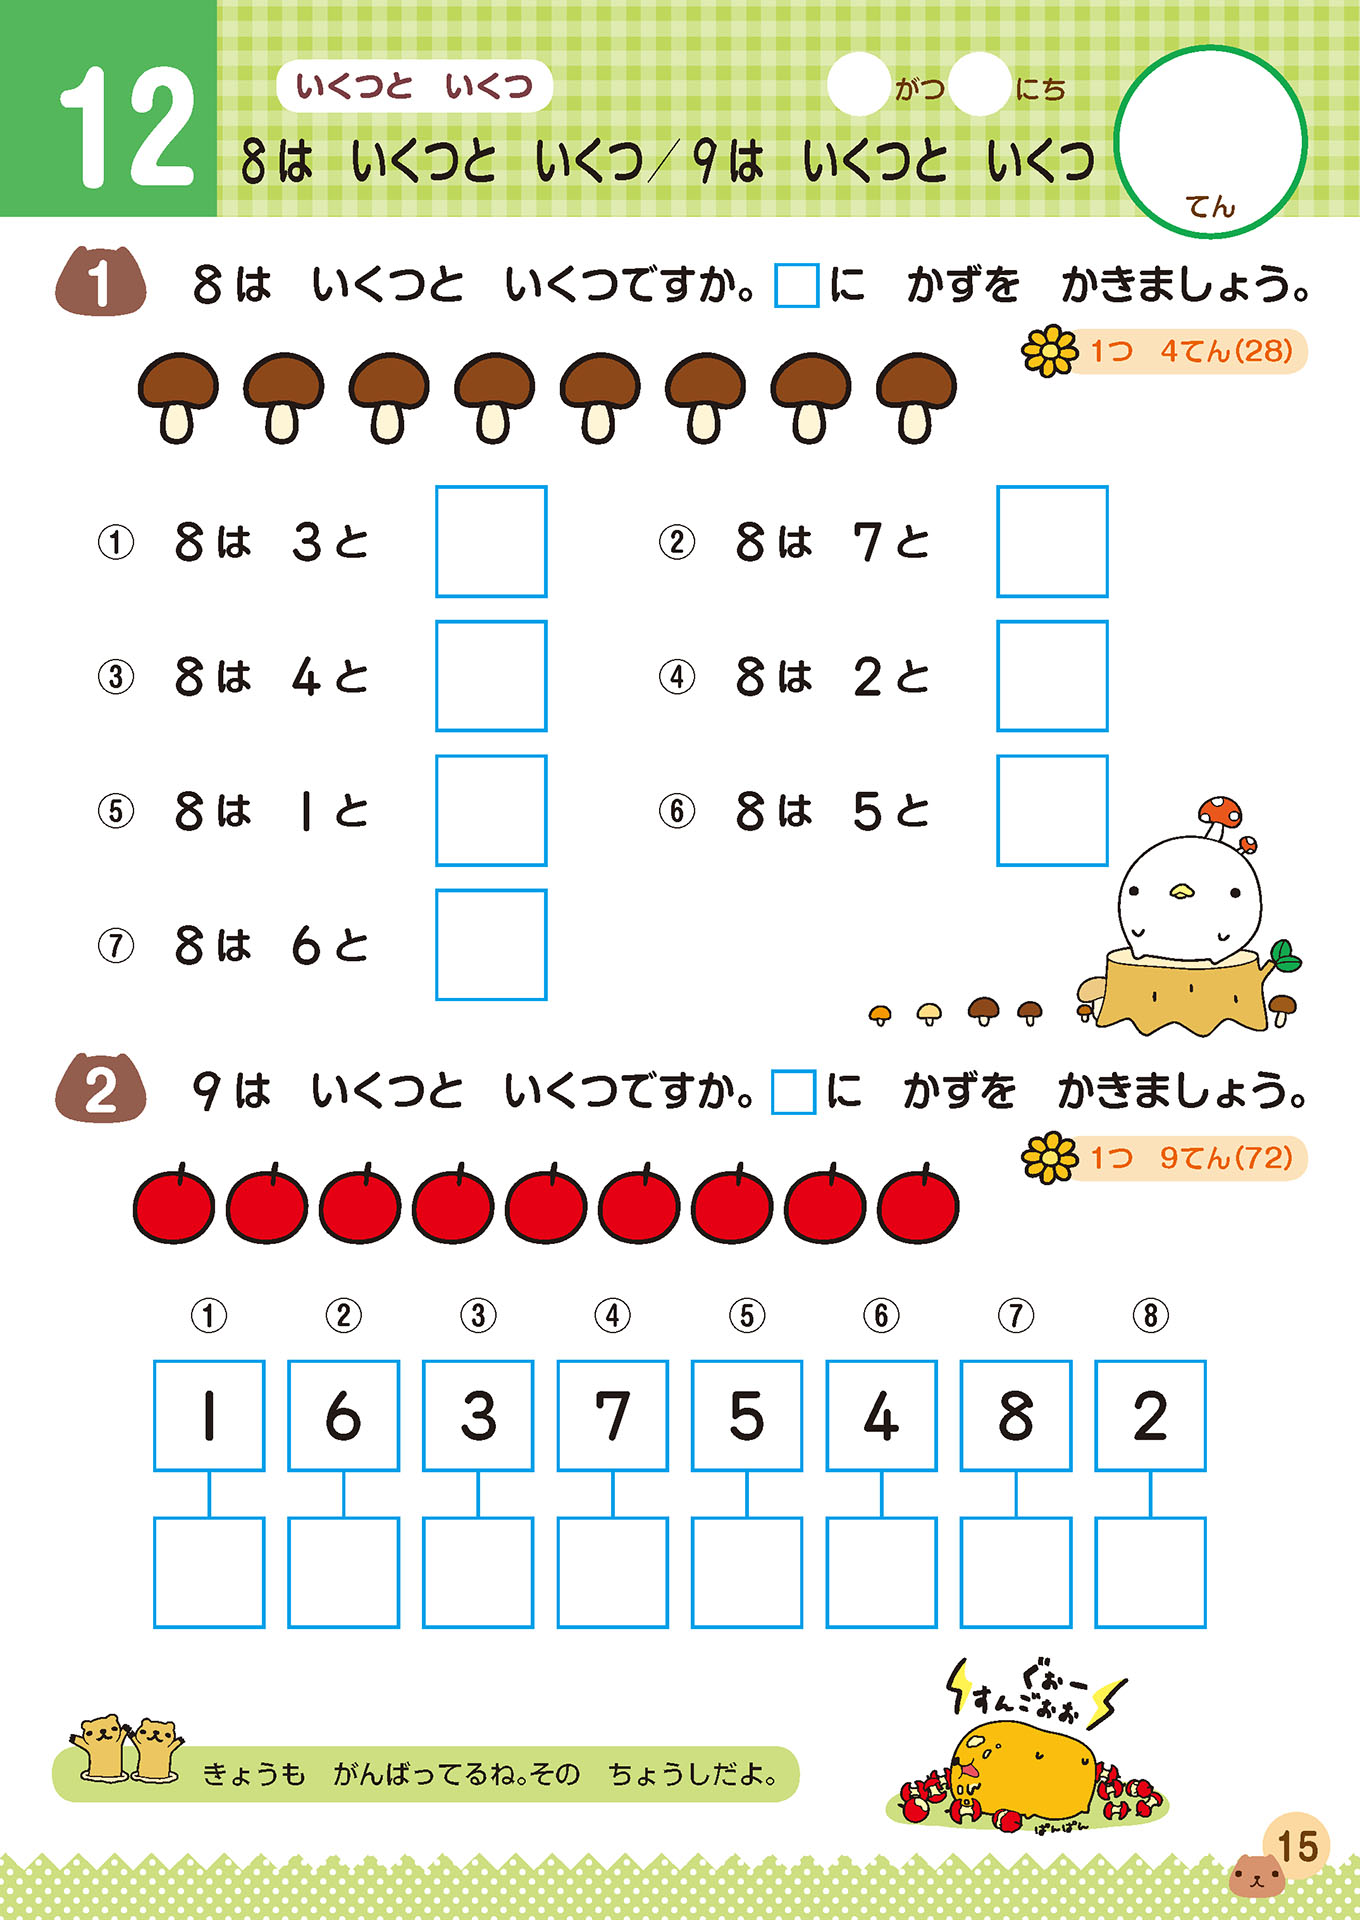 12
いくつと いくつ
がつ にち
8は いくつと いくつ/9は いくつと いくつ
てん
1 8は いくつと いくつですか。□に かずを かきましょう。
1つ 4てん(28)
① 8は 3と
② 8は 7と
③ 8は 4と
④ 8は 2と
⑤ 8は 1と
⑥ 8は 5と
⑦ 8は 6と
2 9は いくつと いくつですか。□に かずを かきましょう。
1つ 9てん(72)
① ② ③ ④ ⑤ ⑥ ⑦ ⑧
1 6 3 7 5 4 8 2
ぐぉー
すんごぉぉ
きょうも がんばってるね。その ちょうしだよ。
ぱんぱん
15